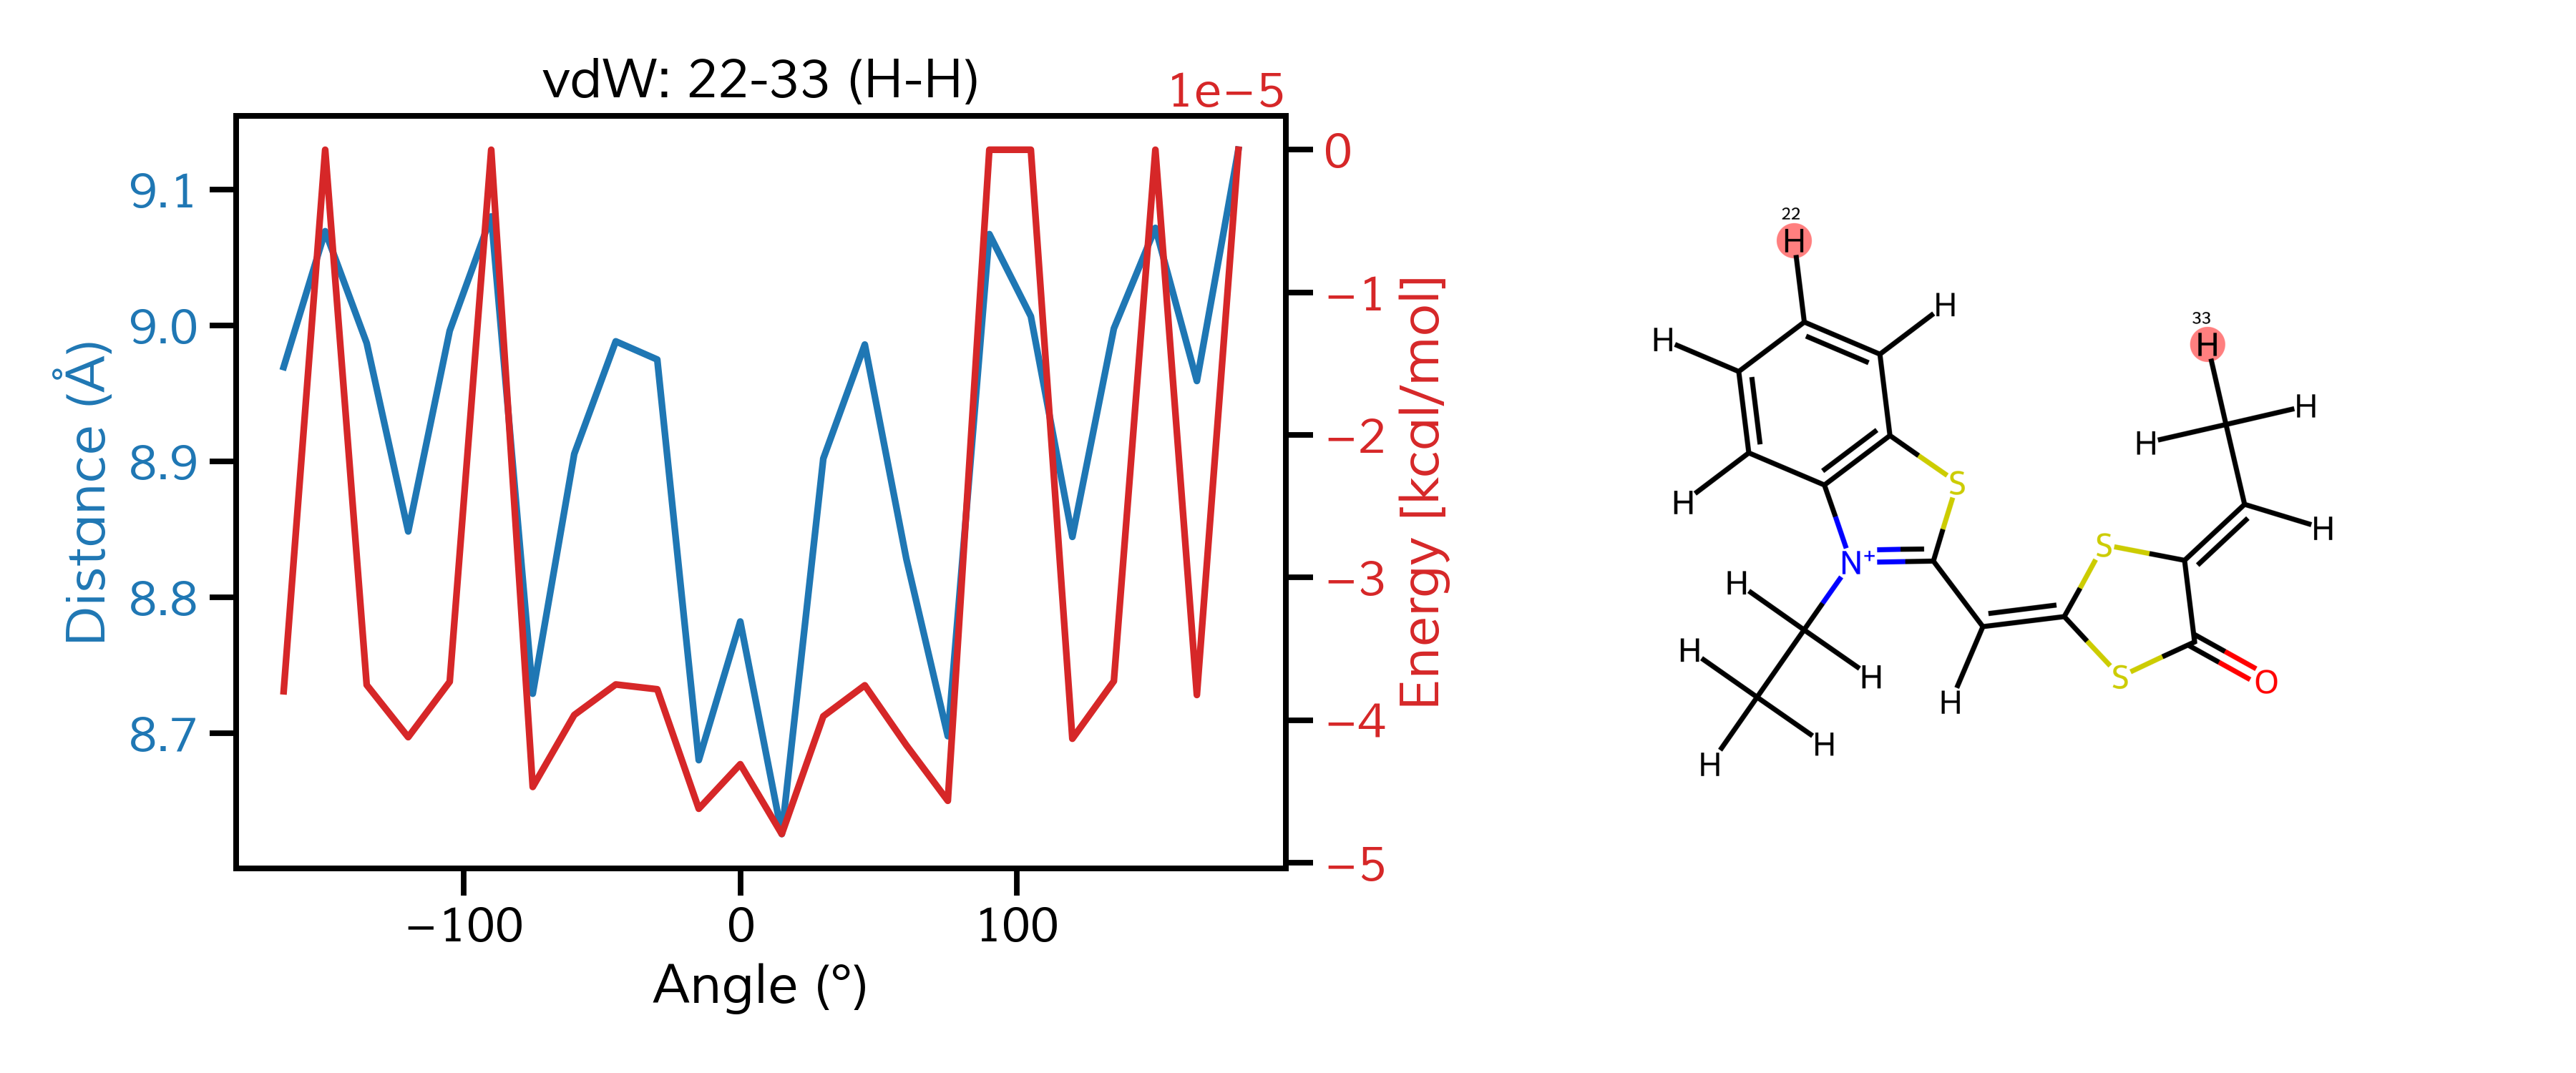 vdW: 22-33 (H-H)
1e−5
Distance (Å)
9.1
9.0
8.9
8.8
8.7
0
−1
−2
−3
−4
−5
Energy [kcal/mol]
−100
0
100
Angle (°)
22
H
H
H
33
H
H
H
S
H
H
S
N⁺
H
H
H
S
O
H
H
H